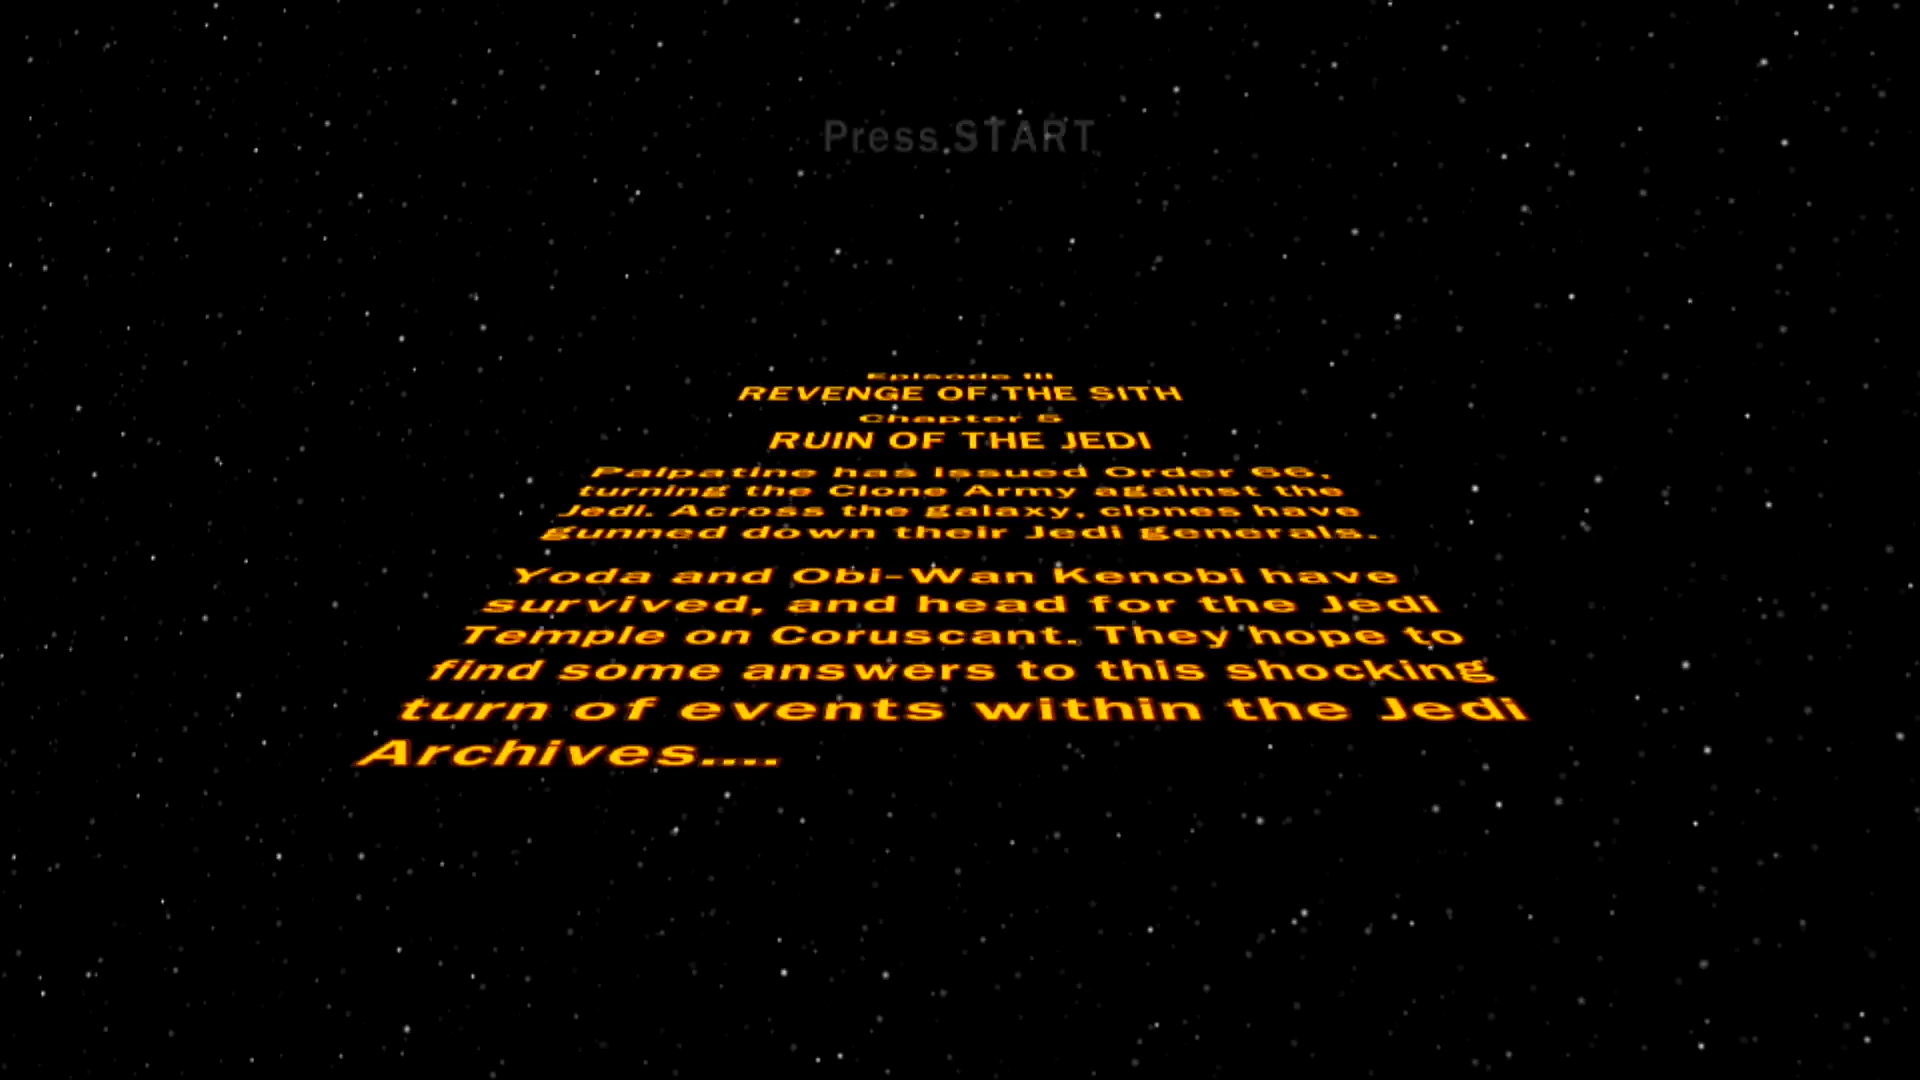 Press START
Episode III
REVENGE OF THE SITH
Chapter 5
RUIN OF THE JEDI
Palpatine has issued Order 66,
turning the Clone Army against the
Jedi. Across the galaxy, clones have
gunned down their Jedi generals.
Yoda and Obi-Wan Kenobi have
survived, and head for the Jedi
Temple on Coruscant. They hope to
find some answers to this shocking
turn of events within the Jedi
Archives....